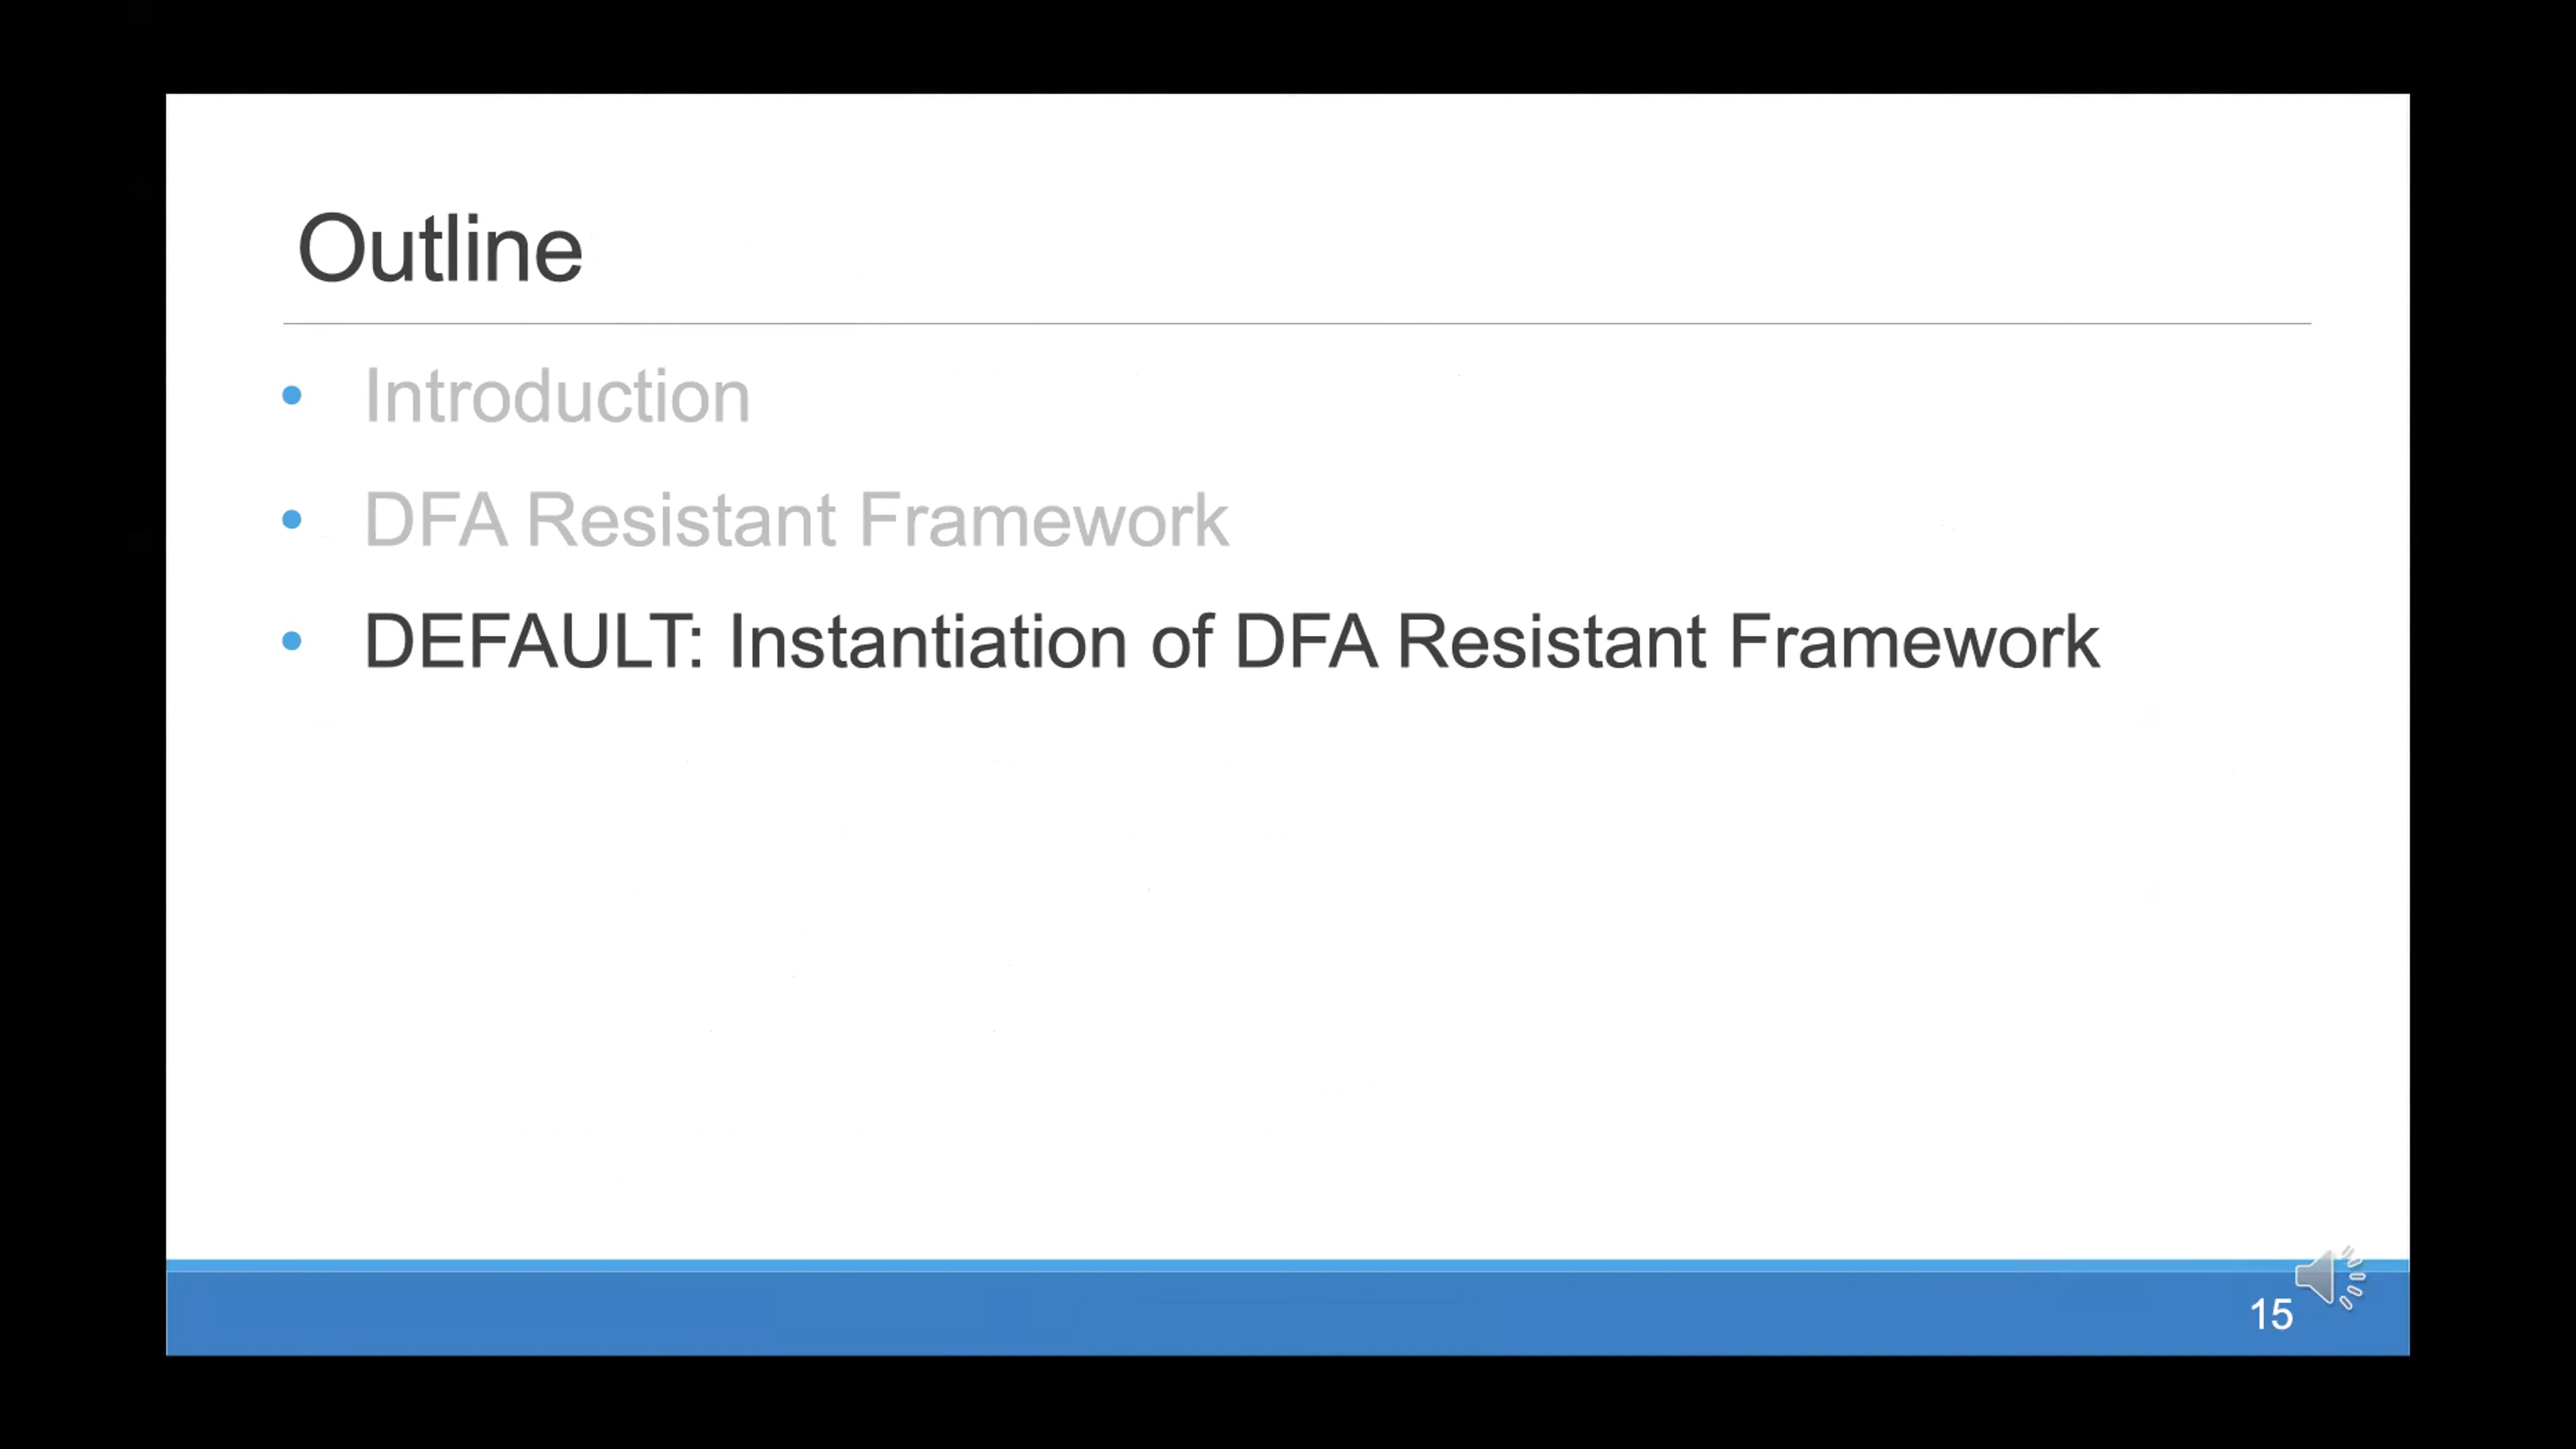 Outline
• Introduction
• DFA Resistant Framework
• DEFAULT: Instantiation of DFA Resistant Framework
15